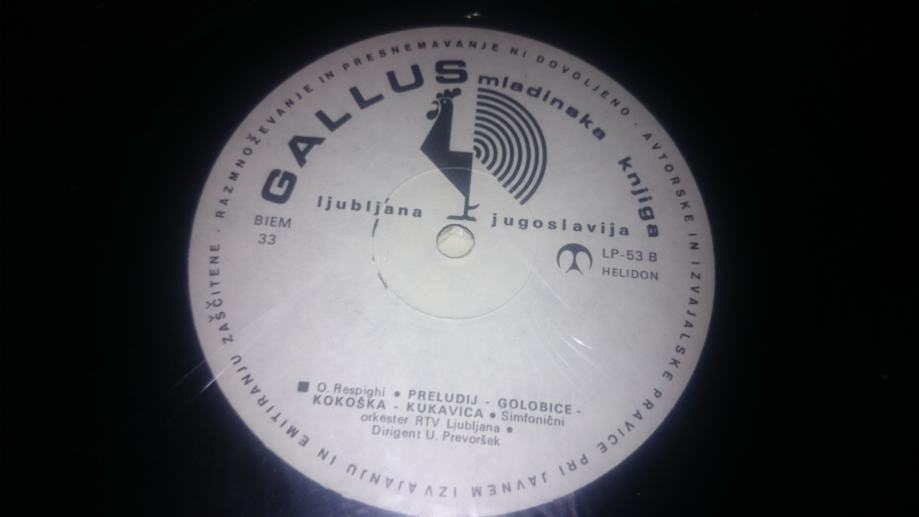 AVTORSKE IN IZVAJALSKE PRAVICE PRI JAVNEM IZVAJANJU IN EMITIRANJU ZAŠČITENE · RAZMNOŽEVANJE IN PRESNEMAVANJE NI DOVOLJENO ·
GALLUS mladinska knjiga
ljubljana jugoslavija
BIEM
33
LP-53 B
HELIDON
■ O. Respighi • PRELUDIJ - GOLOBICE -
KOKOŠKA - KUKAVICA • Simfonični
orkester RTV Ljubljana •
Dirigent U. Prevoršek